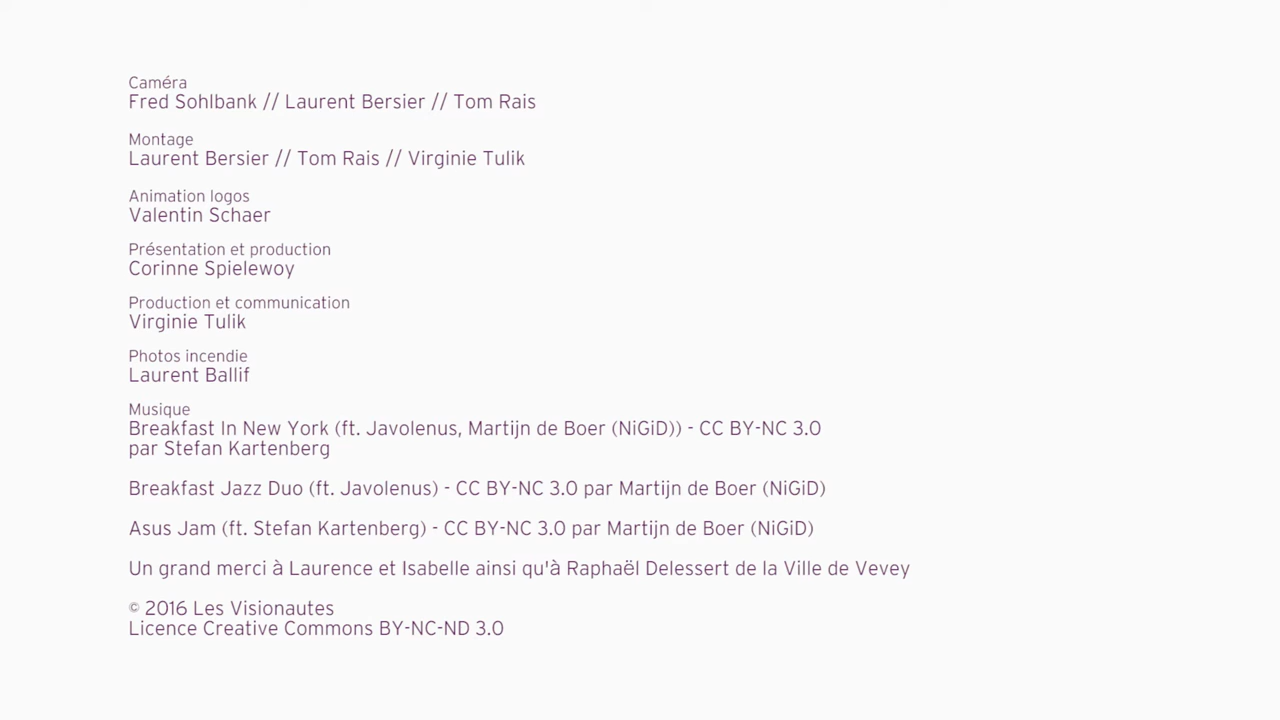 Caméra
Fred Sohlbank // Laurent Bersier // Tom Rais
Montage
Laurent Bersier // Tom Rais // Virginie Tulik
Animation logos
Valentin Schaer
Présentation et production
Corinne Spielewoy
Production et communication
Virginie Tulik
Photos incendie
Laurent Ballif
Musique
Breakfast In New York (ft. Javolenus, Martijn de Boer (NiGiD)) - CC BY-NC 3.0
par Stefan Kartenberg
Breakfast Jazz Duo (ft. Javolenus) - CC BY-NC 3.0 par Martijn de Boer (NiGiD)
Asus Jam (ft. Stefan Kartenberg) - CC BY-NC 3.0 par Martijn de Boer (NiGiD)
Un grand merci à Laurence et Isabelle ainsi qu'à Raphaël Delessert de la Ville de Vevey
© 2016 Les Visionautes
Licence Creative Commons BY-NC-ND 3.0